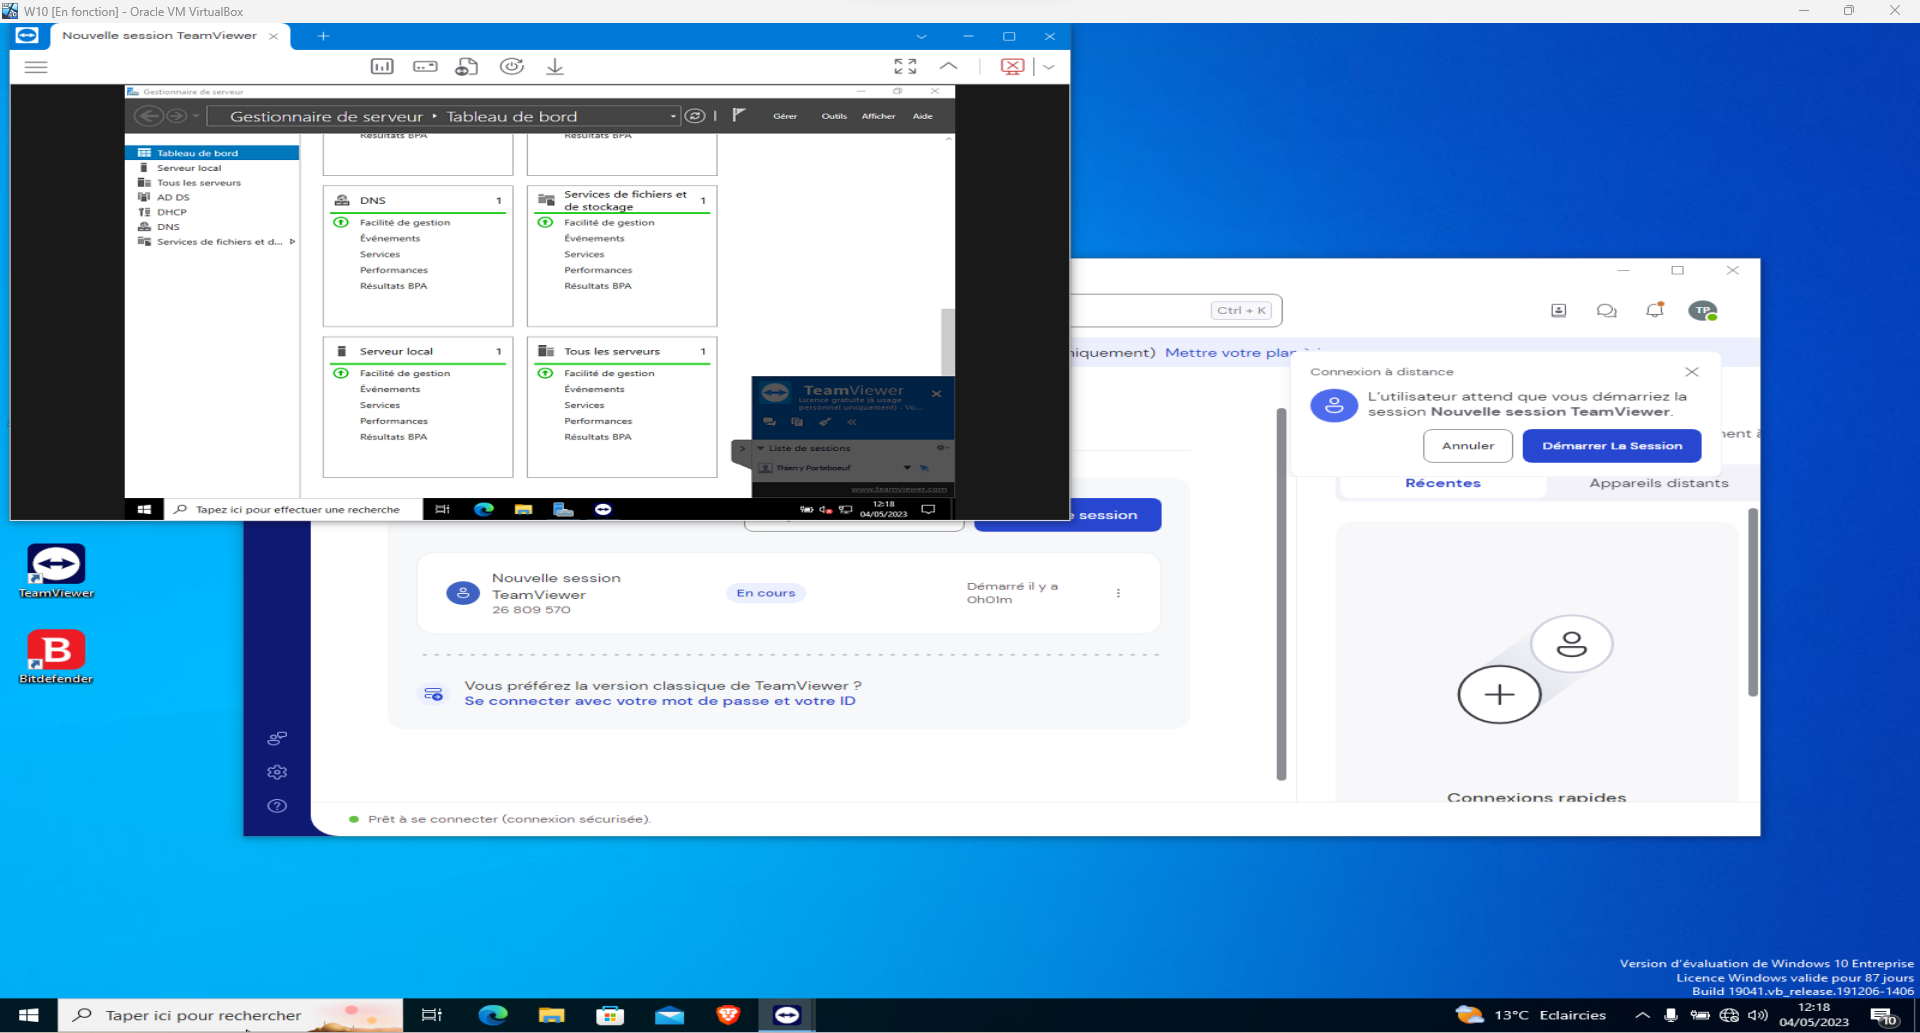 W10 [En fonction] - Oracle VM VirtualBox
Nouvelle session TeamViewer
Gestionnaire de serveur
Gestionnaire de serveur
Tableau de bord
Gérer
Outils
Afficher
Aide
Tableau de bord
Serveur local
Tous les serveurs
AD DS
DHCP
DNS
Services de fichiers et d...
Résultats BPA
Résultats BPA
DNS
1
Facilité de gestion
Événements
Services
Performances
Résultats BPA
Services de fichiers et
de stockage
1
Facilité de gestion
Événements
Services
Performances
Résultats BPA
Serveur local
1
Facilité de gestion
Événements
Services
Performances
Résultats BPA
Tous les serveurs
1
Facilité de gestion
Événements
Services
Performances
Résultats BPA
TeamViewer
Licence gratuite (à usage
personnel uniquement) - Vo...
Liste de sessions
Thierry Porteboeuf
www.teamviewer.com
Tapez ici pour effectuer une recherche
12:18
04/05/2023
Ctrl + K
TP
niquement) Mettre votre plan à
Connexion à distance
L'utilisateur attend que vous démarriez la
session Nouvelle session TeamViewer.
Annuler
Démarrer La Session
nent à
Récentes
Appareils distants
session
Nouvelle session
TeamViewer
26 809 570
En cours
Démarré il y a
0h01m
Vous préférez la version classique de TeamViewer ?
Se connecter avec votre mot de passe et votre ID
Connexions rapides
Prêt à se connecter (connexion sécurisée).
TeamViewer
B
Bitdefender
Version d'évaluation de Windows 10 Entreprise
Licence Windows valide pour 87 jours
Build 19041.vb_release.191206-1406
Taper ici pour rechercher
13°C Eclaircies
12:18
04/05/2023
10